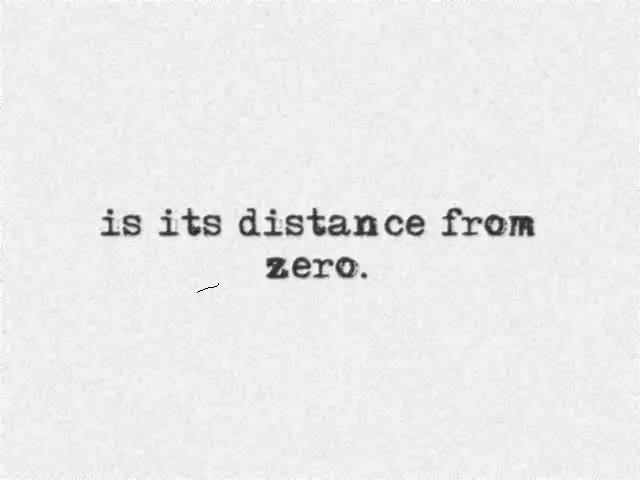 is its distance from
zero.